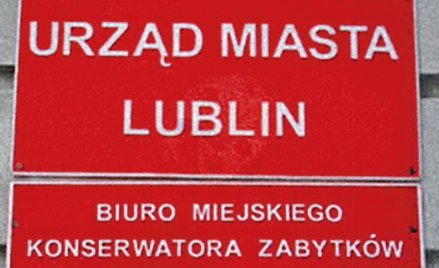 URZĄD MIASTA
LUBLIN
BIURO MIEJSKIEGO
KONSERWATORA ZABYTKÓW